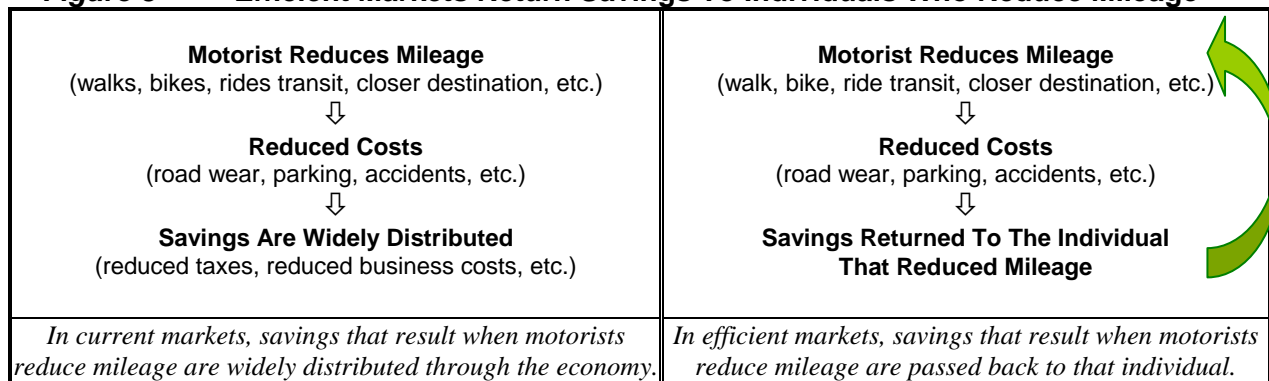 Figure Efficient Markets Return Savings To Individuals Who Reduce Mileage
Motorist Reduces Mileage
(walks, bikes, rides transit, closer destination, etc.)
Reduced Costs
(road wear, parking, accidents, etc.)
Savings Are Widely Distributed
(reduced taxes, reduced business costs, etc.)
In current markets, savings that result when motorists
reduce mileage are widely distributed through the economy.
Motorist Reduces Mileage
(walk, bike, ride transit, closer destination, etc.)
Reduced Costs
(road wear, parking, accidents, etc.)
Savings Returned To The Individual
That Reduced Mileage
In efficient markets, savings that result when motorists
reduce mileage are passed back to that individual.